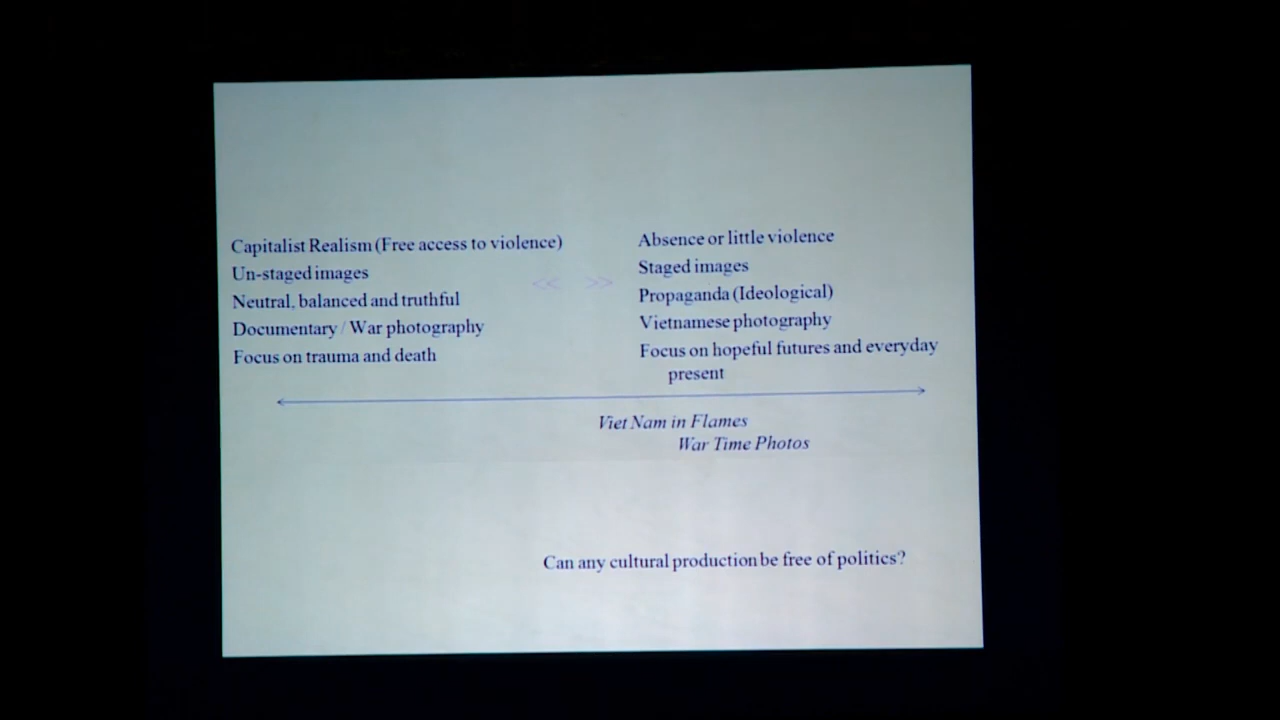 Capitalist Realism (Free access to violence)
Un-staged images
Neutral, balanced and truthful
Documentary / War photography
Focus on trauma and death
<< >>
Absence or little violence
Staged images
Propaganda (Ideological)
Vietnamese photography
Focus on hopeful futures and everyday
present
Viet Nam in Flames
War Time Photos
Can any cultural production be free of politics?